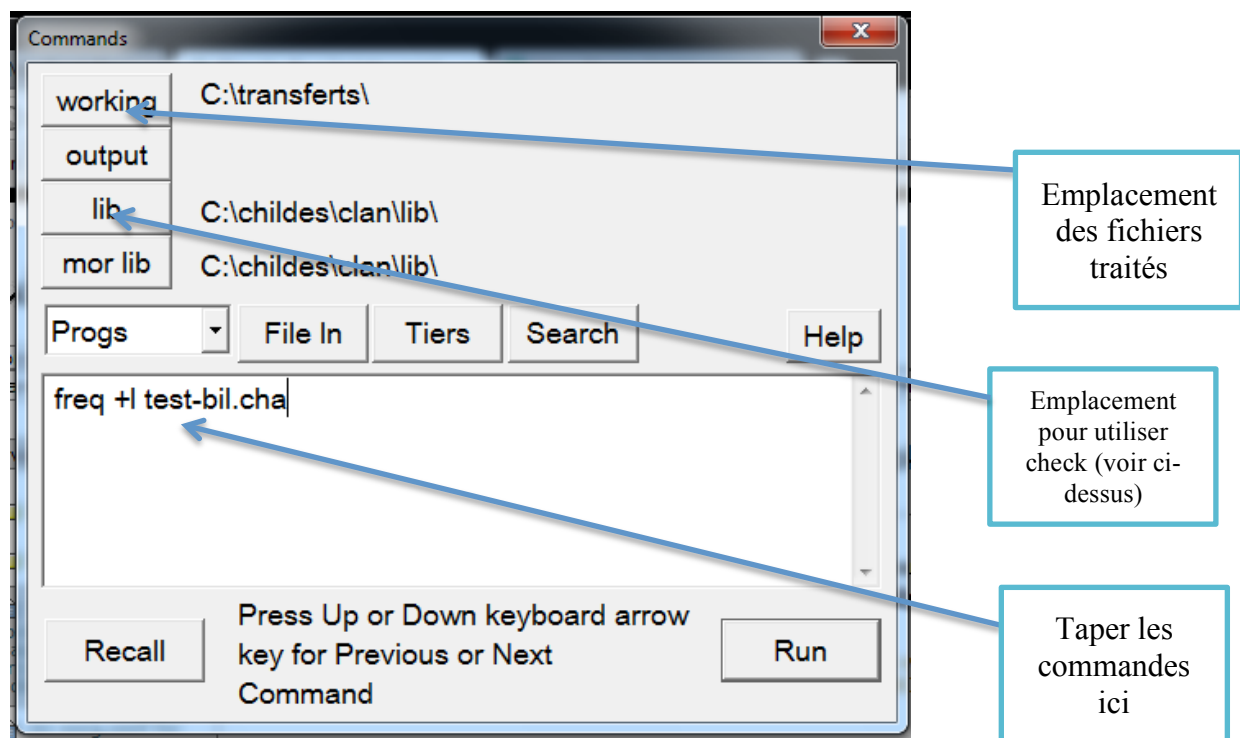 Commands
working C:\transferts\
output
lib C:\childes\clan\lib\
mor lib C:\childes\clan\lib\
Progs File In Tiers Search Help
freq +l test-bil.cha
Recall
Press Up or Down keyboard arrow
key for Previous or Next
Command
Run
Emplacement
des fichiers
traités
Emplacement
pour utiliser
check (voir ci-
dessus)
Taper les
commandes
ici